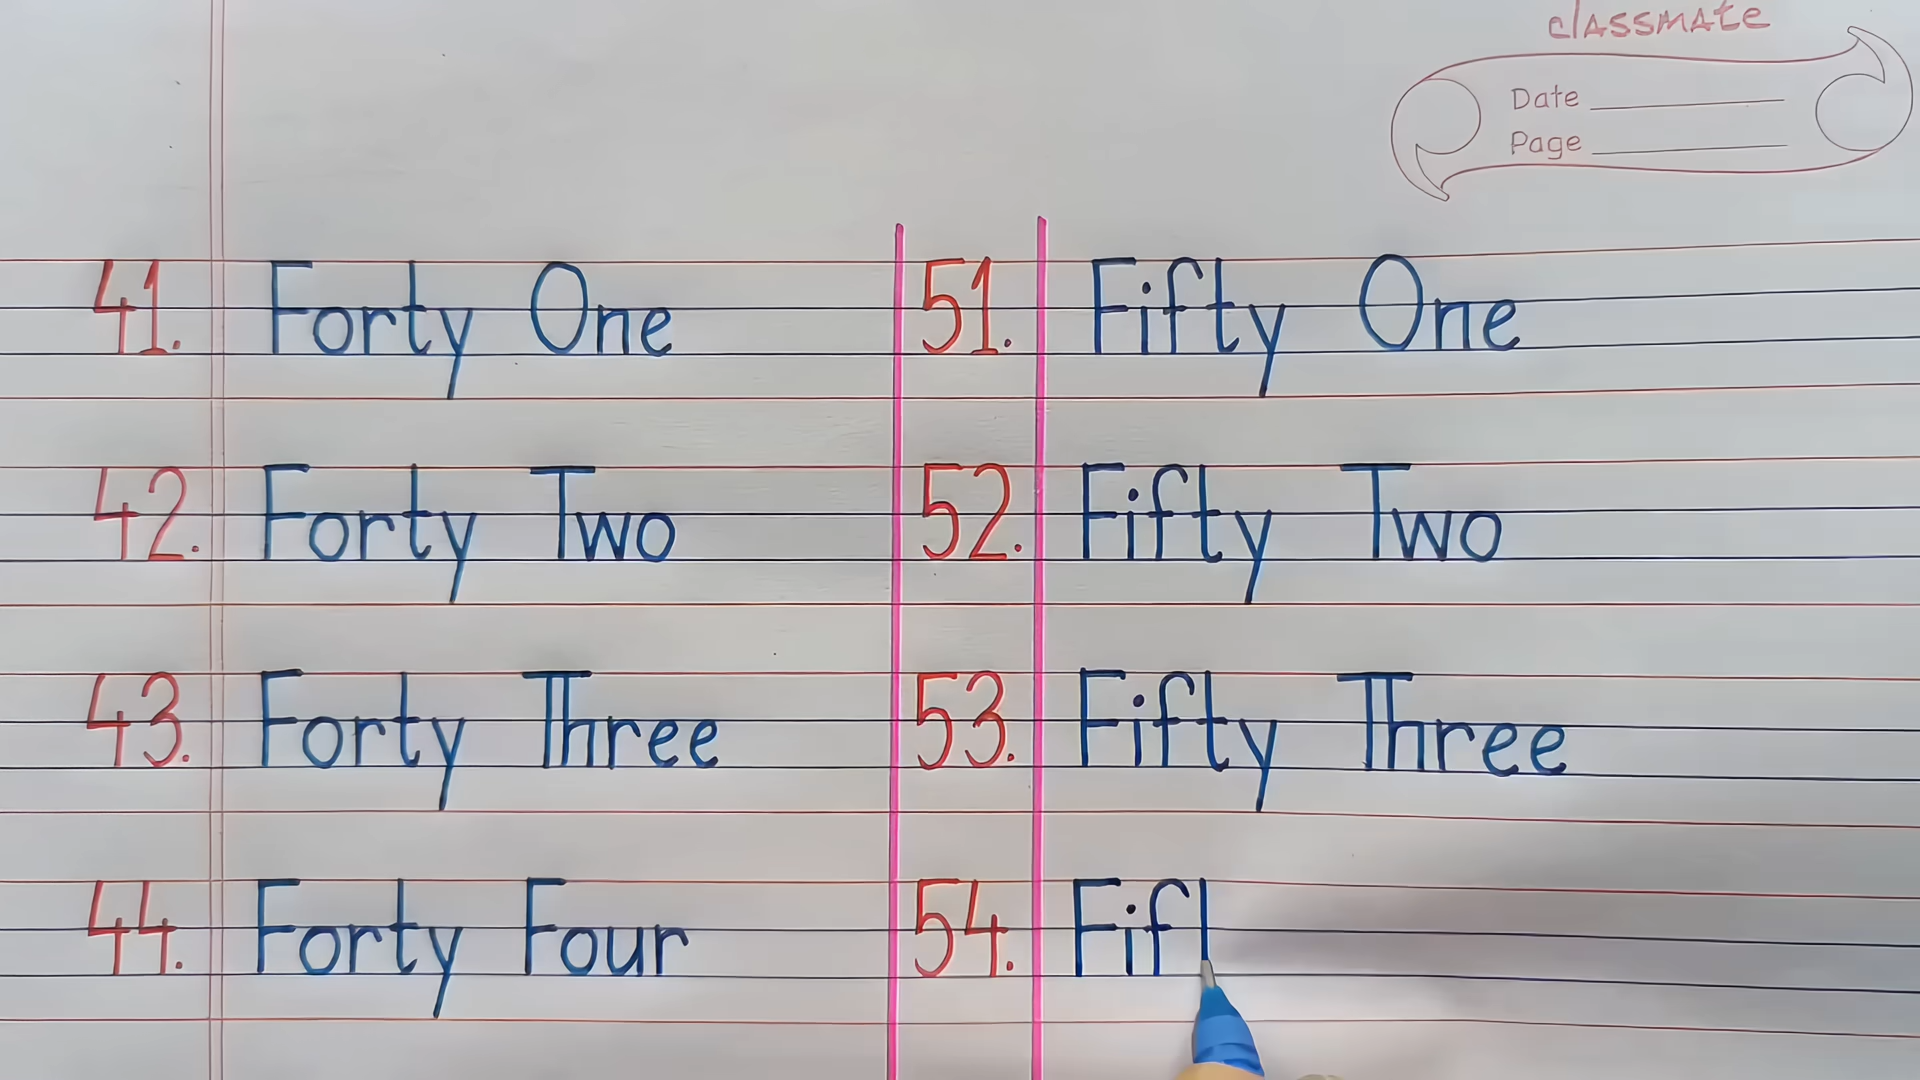 classmate
Date
Page
41. Forty One
42. Forty Two
43. Forty Three
44. Forty Four
51. Fifty One
52. Fifty Two
53. Fifty Three
54. Fif